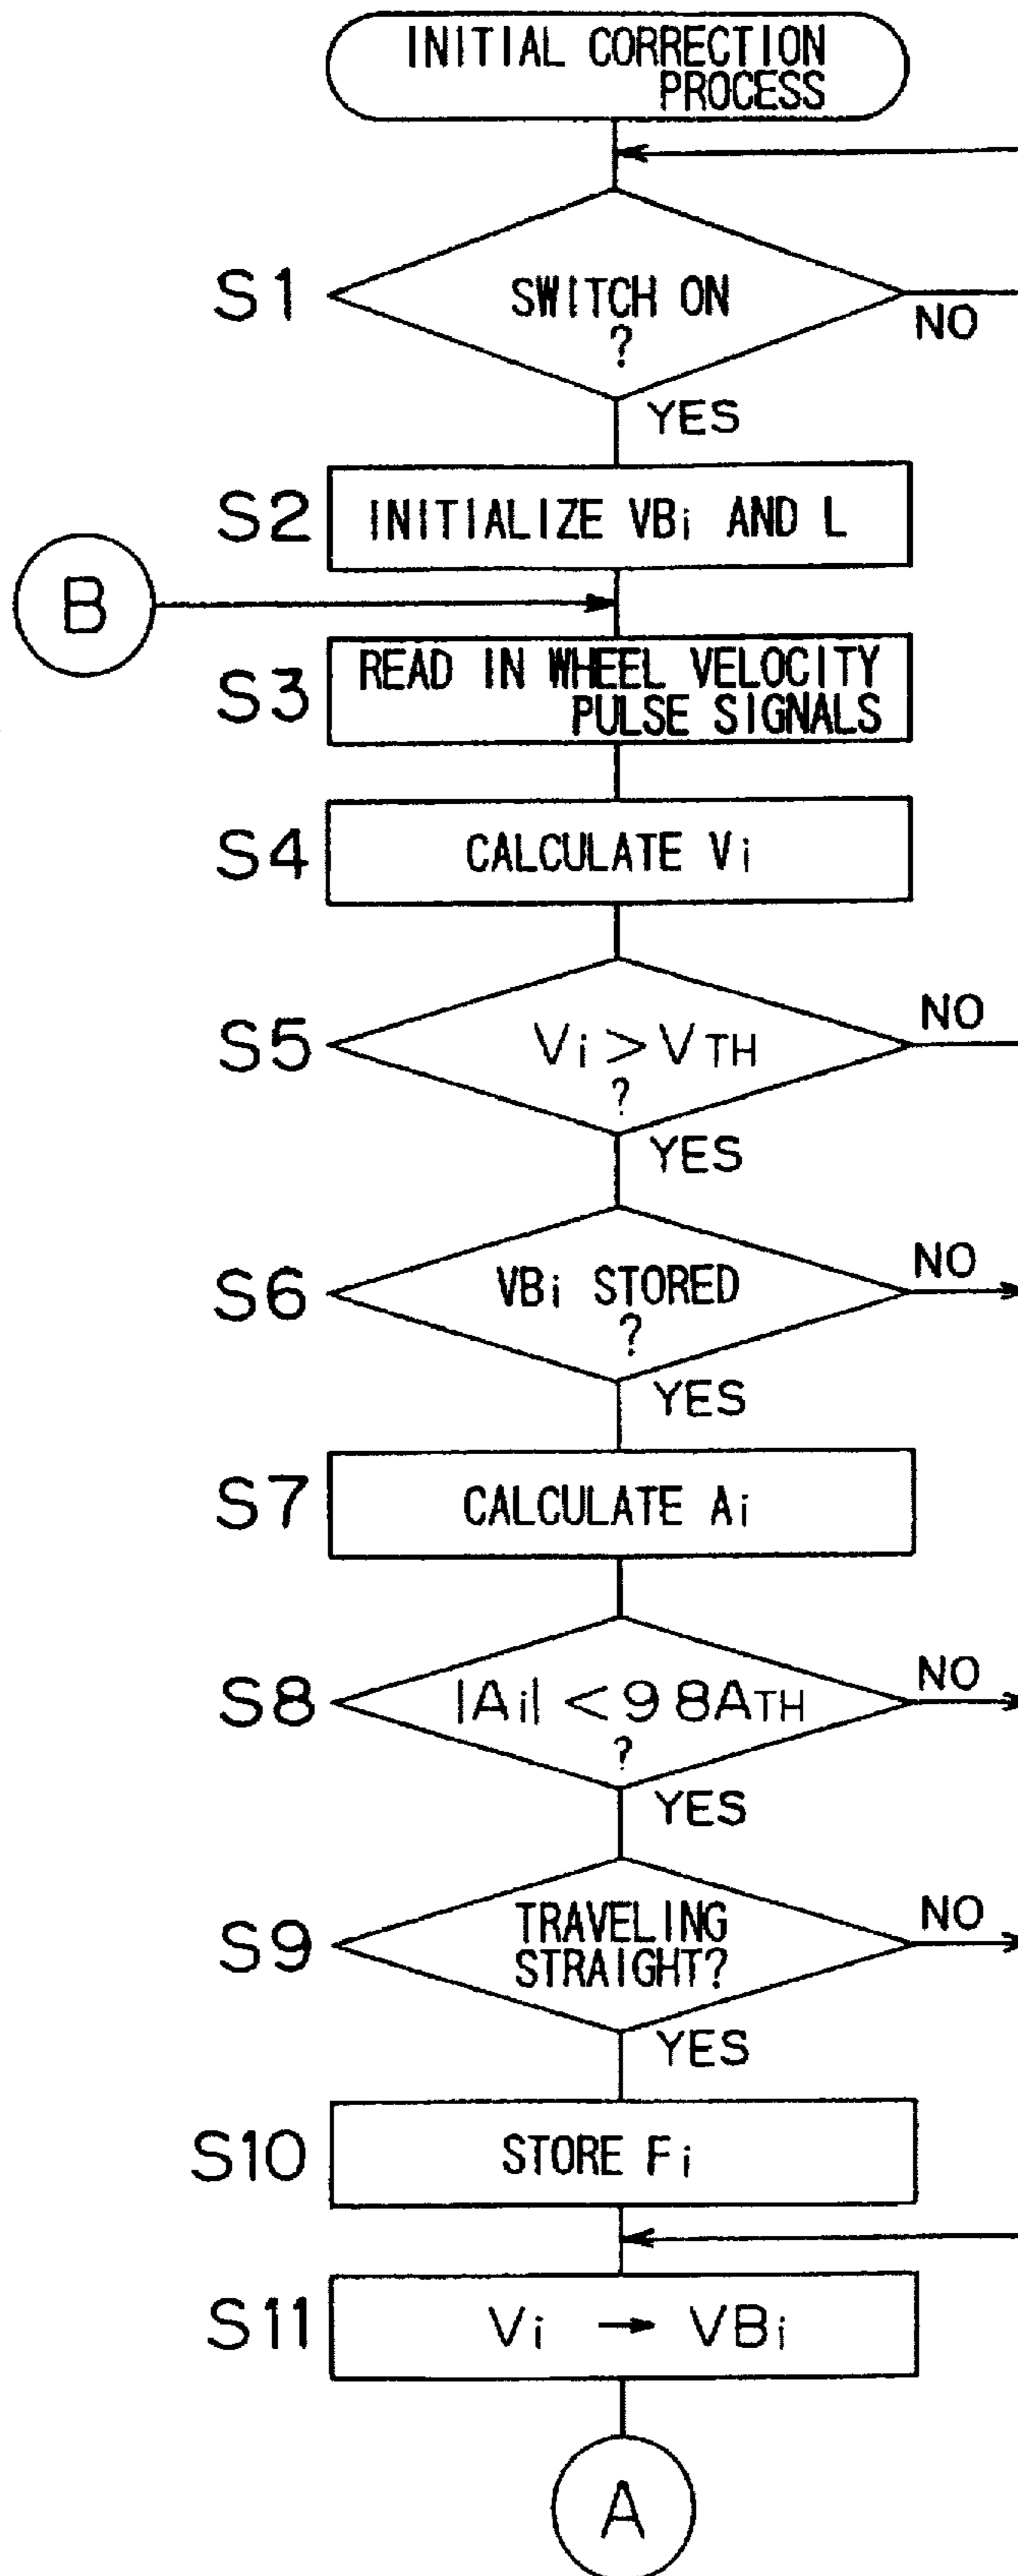 INITIAL CORRECTION
PROCESS
S1
SWITCH ON
?
NO
YES
S2
INITIALIZE VBi AND L
B
S3
READ IN WHEEL VELOCITY
PULSE SIGNALS
S4
CALCULATE Vi
S5
Vi > VTH
?
NO
YES
S6
VBi STORED
?
NO
YES
S7
CALCULATE Ai
S8
|Ai| < 9 8ATH
?
NO
YES
S9
TRAVELING
STRAIGHT?
NO
YES
S10
STORE Fi
S11
Vi → VBi
A